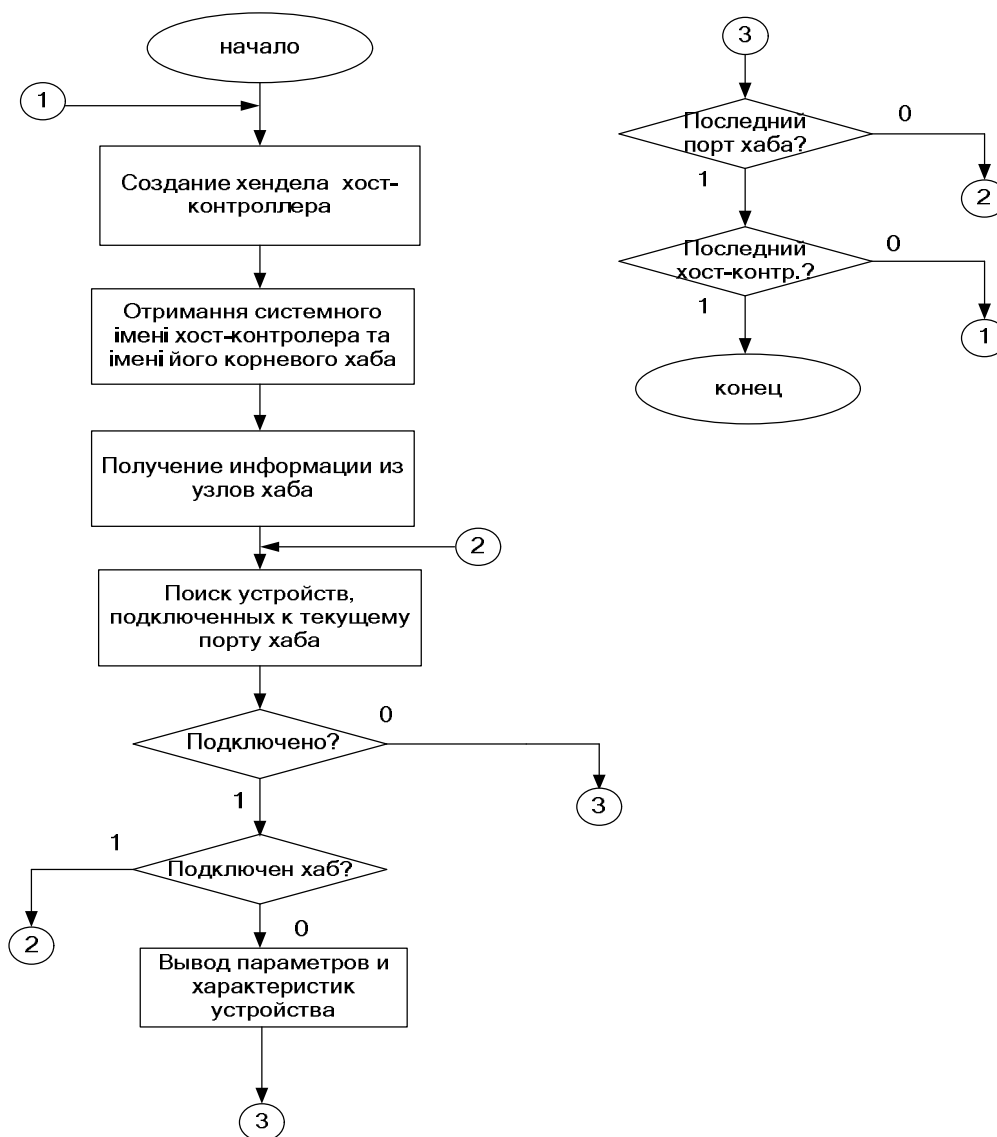 начало
1
Создание хендела хост-
контроллера
Отримання системного
імені хост-контролера та
імені його корневого хаба
Получение информации из
узлов хаба
2
Поиск устройств,
подключенных к текущему
порту хаба
0
Подключено?
3
1
1
Подключен хаб?
2
0
Вывод параметров и
характеристик
устройства
3
3
Последний
порт хаба?
0
1
2
Последний
хост-контр.?
0
1
1
конец